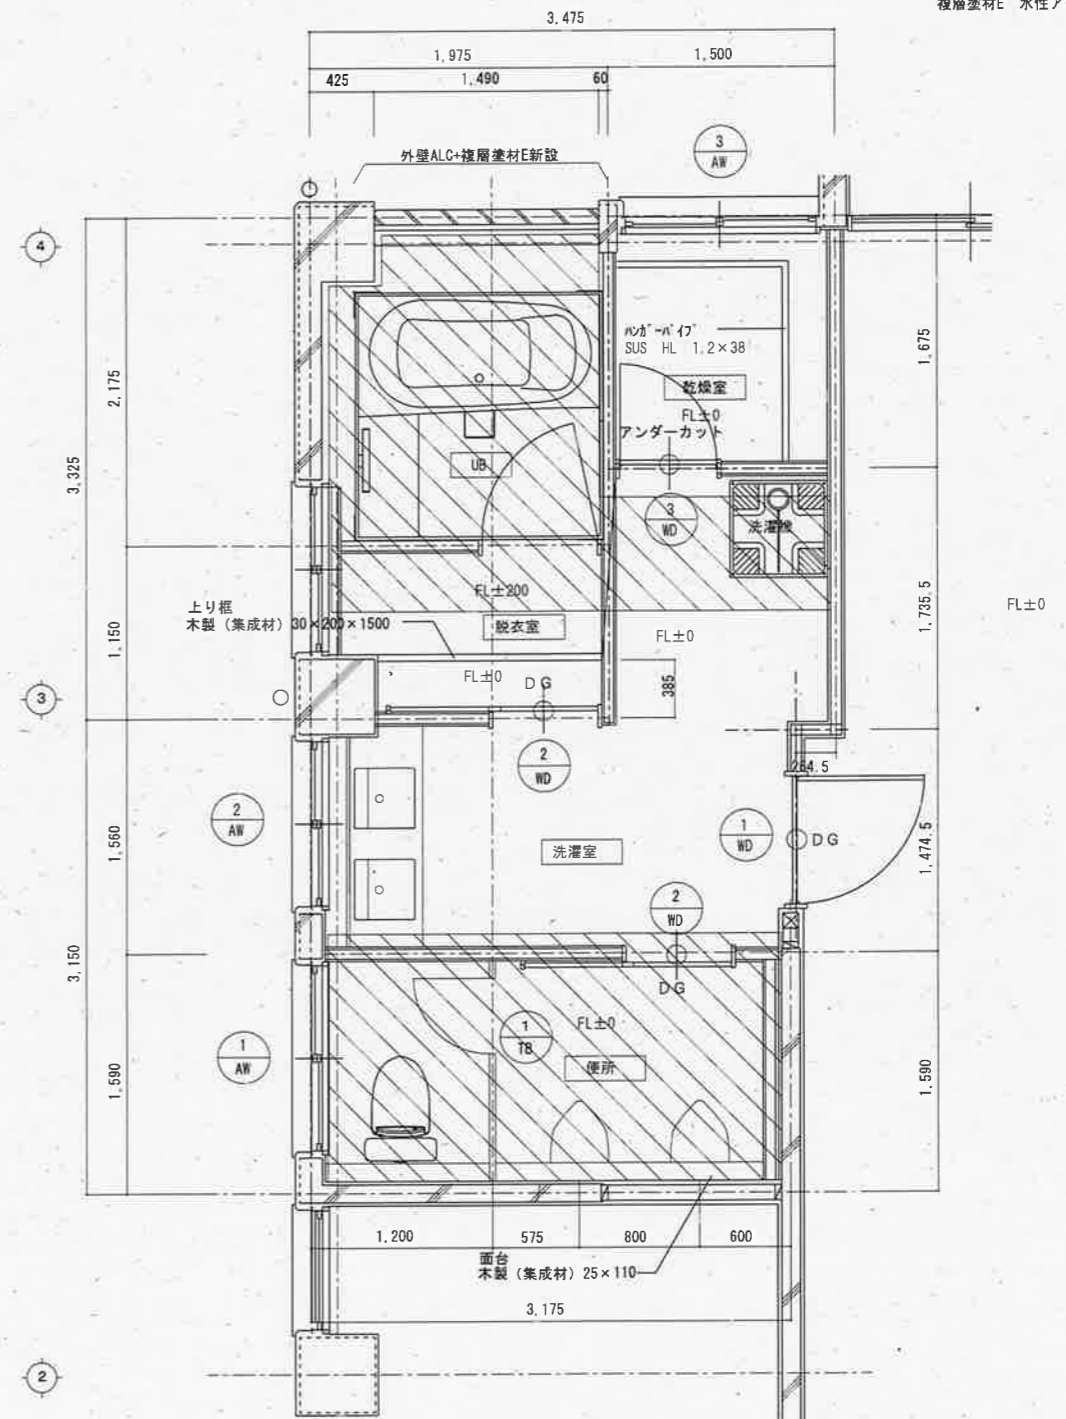 複層塗材E 水性ア
3,475
1,975
1,500
425
1,490
60
外壁ALC+複層塗材E新設
3
AW
4
ﾊﾝｶﾞｰﾊﾟｲﾌﾟ
SUS HL 1.2×38
乾燥室
FL±0
アンダーカット
1,675
2,175
3,325
UB
3
WD
洗濯機
FL±200
上り框
木製（集成材）30×200×1500
脱衣室
FL±0
FL±0
1,735.5
1,150
FL±0
DG
385
3
2
WD
264.5
2
AW
1
WD
DG
1,560
洗濯室
1,474.5
2
WD
3,150
DG
1
AW
1
TB
FL±0
便所
1,590
1,590
1,200
575
800
600
面台
木製（集成材）25×110
3,175
2